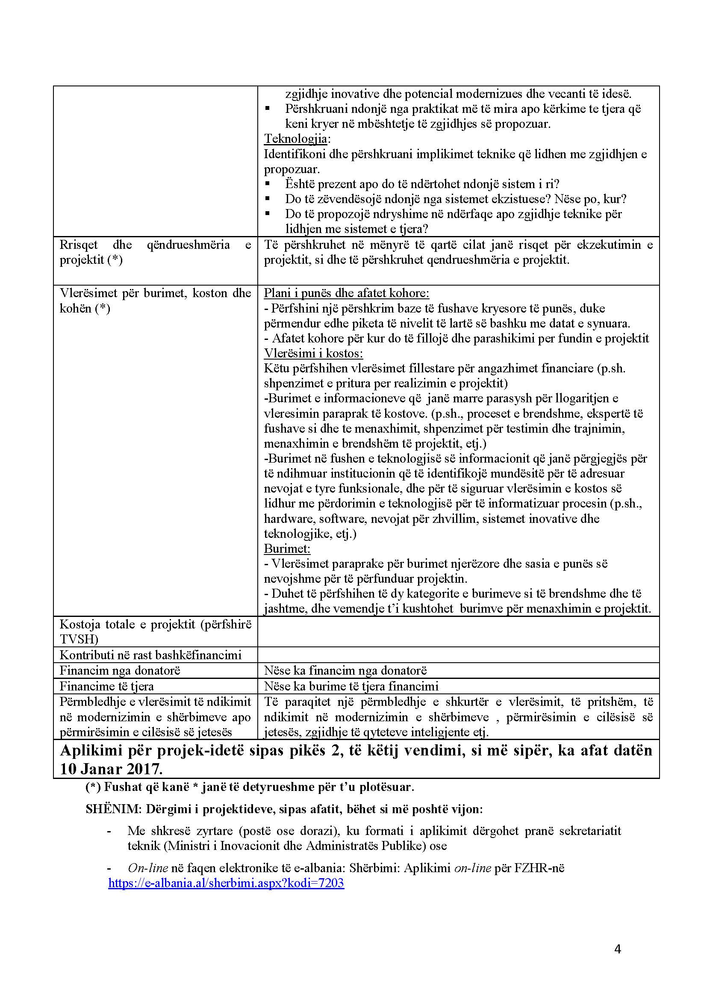 zgjidhje inovative dhe potencial modernizues dhe vecanti të idesë.
▪ Përshkruani ndonjë nga praktikat më të mira apo kërkime te tjera që
keni kryer në mbështetje të zgjidhjes së propozuar.
Teknologjia:
Identifikoni dhe përshkruani implikimet teknike që lidhen me zgjidhjen e
propozuar.
▪ Është prezent apo do të ndërtohet ndonjë sistem i ri?
▪ Do të zëvendësojë ndonjë nga sistemet ekzistuese? Nëse po, kur?
▪ Do të propozojë ndryshime në ndërfaqe apo zgjidhje teknike për
lidhjen me sistemet e tjera?
Rrisqet dhe qëndrueshmëria e
projektit (*)
Të përshkruhet në mënyrë të qartë cilat janë risqet për ekzekutimin e
projektit, si dhe të përshkruhet qendrueshmëria e projektit.
Vlerësimet për burimet, koston dhe
kohën (*)
Plani i punës dhe afatet kohore:
- Përfshini një përshkrim baze të fushave kryesore të punës, duke
përmendur edhe piketa të nivelit të lartë së bashku me datat e synuara.
- Afatet kohore për kur do të fillojë dhe parashikimi per fundin e projektit
Vlerësimi i kostos:
Këtu përfshihen vlerësimet fillestare për angazhimet financiare (p.sh.
shpenzimet e pritura per realizimin e projektit)
-Burimet e informacioneve që janë marre parasysh për llogaritjen e
vleresimin paraprak të kostove. (p.sh., proceset e brendshme, ekspertë të
fushave si dhe te menaxhimit, shpenzimet për testimin dhe trajnimin,
menaxhimin e brendshëm të projektit, etj.)
-Burimet në fushen e teknologjisë së informacionit që janë përgjegjës për
të ndihmuar institucionin që të identifikojë mundësitë për të adresuar
nevojat e tyre funksionale, dhe për të siguruar vlerësimin e kostos së
lidhur me përdorimin e teknologjisë për të informatizuar procesin (p.sh.,
hardware, software, nevojat për zhvillim, sistemet inovative dhe
teknologjike, etj.)
Burimet:
- Vlerësimet paraprake për burimet njerëzore dhe sasia e punës së
nevojshme për të përfunduar projektin.
- Duhet të përfshihen të dy kategorite e burimeve si të brendshme dhe të
jashtme, dhe vemendje t’i kushtohet burimve për menaxhimin e projektit.
Kostoja totale e projektit (përfshirë
TVSH)
Kontributi në rast bashkëfinancimi
Financim nga donatorë
Nëse ka financim nga donatorë
Financime të tjera
Nëse ka burime të tjera financimi
Përmbledhje e vlerësimit të ndikimit
në modernizimin e shërbimeve apo
përmirësimin e cilësisë së jetesës
Të paraqitet një përmbledhje e shkurtër e vlerësimit, të pritshëm, të
ndikimit në modernizimin e shërbimeve , përmirësimin e cilësisë së
jetesës, zgjidhje të qyteteve inteligjente etj.
Aplikimi për projek-idetë sipas pikës 2, të këtij vendimi, si më sipër, ka afat datën
10 Janar 2017.
(*) Fushat që kanë * janë të detyrueshme për t’u plotësuar.
SHËNIM: Dërgimi i projektideve, sipas afatit, bëhet si më poshtë vijon:
- Me shkresë zyrtare (postë ose dorazi), ku formati i aplikimit dërgohet pranë sekretariatit
teknik (Ministri i Inovacionit dhe Administratës Publike) ose
- On-line në faqen elektronike të e-albania: Shërbimi: Aplikimi on-line për FZHR-në
https://e-albania.al/sherbimi.aspx?kodi=7203
4